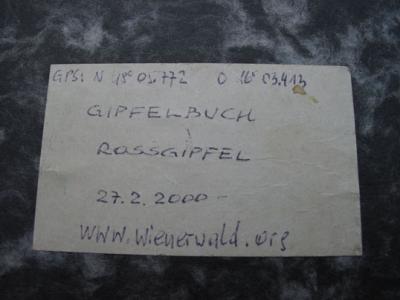 GPS: N 48° 05.772 O 16° 03.413
GIPFELBUCH
ROSSGIPFEL
27.2.2000-
www.wienerwald.org